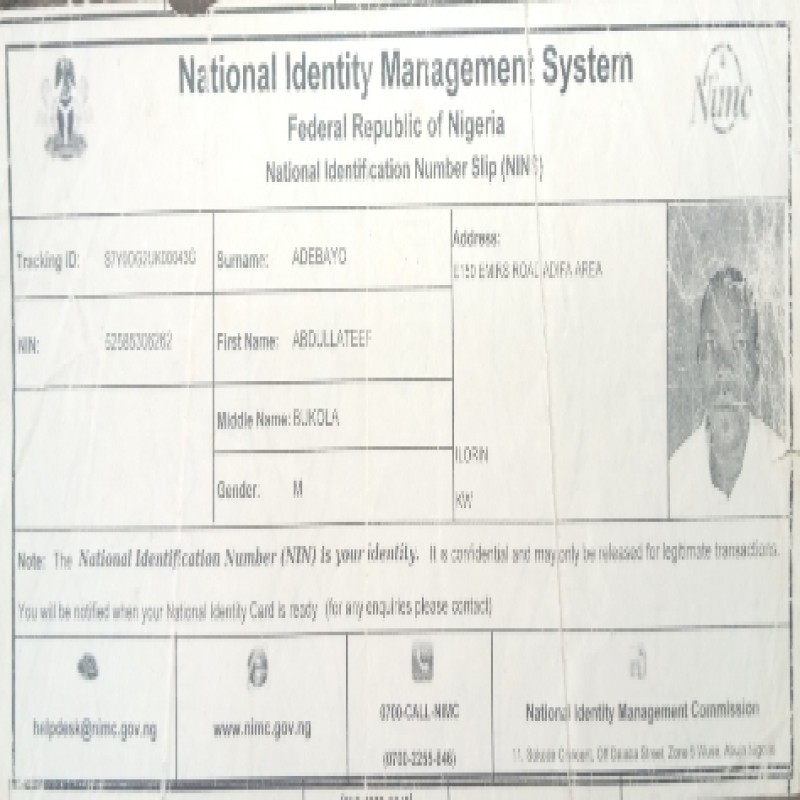 National Identity Management System
Federal Republic of Nigeria
National Identification Number Slip (NINS)
Nimc
Tracking ID:
Surname: ADEBAYO
Address:
EMIRS ROAD ADIFA AREA
NIN:
First Name: ABDULLATEEF
Middle Name: BUKOLA
ILORIN
Gender: M
KW
Note: The National Identification Number (NIN) is your identity. It is confidential and may only be released for legitimate transactions.
You will be notified when your National Identity Card is ready (for any enquiries please contact)
helpdesk@nimc.gov.ng
www.nimc.gov.ng
0700-CALL-NIMC
(0700-2255-646)
National Identity Management Commission
11, Sokode Crescent, Off Dalaba Street, Zone 5 Wuse, Abuja Nigeria